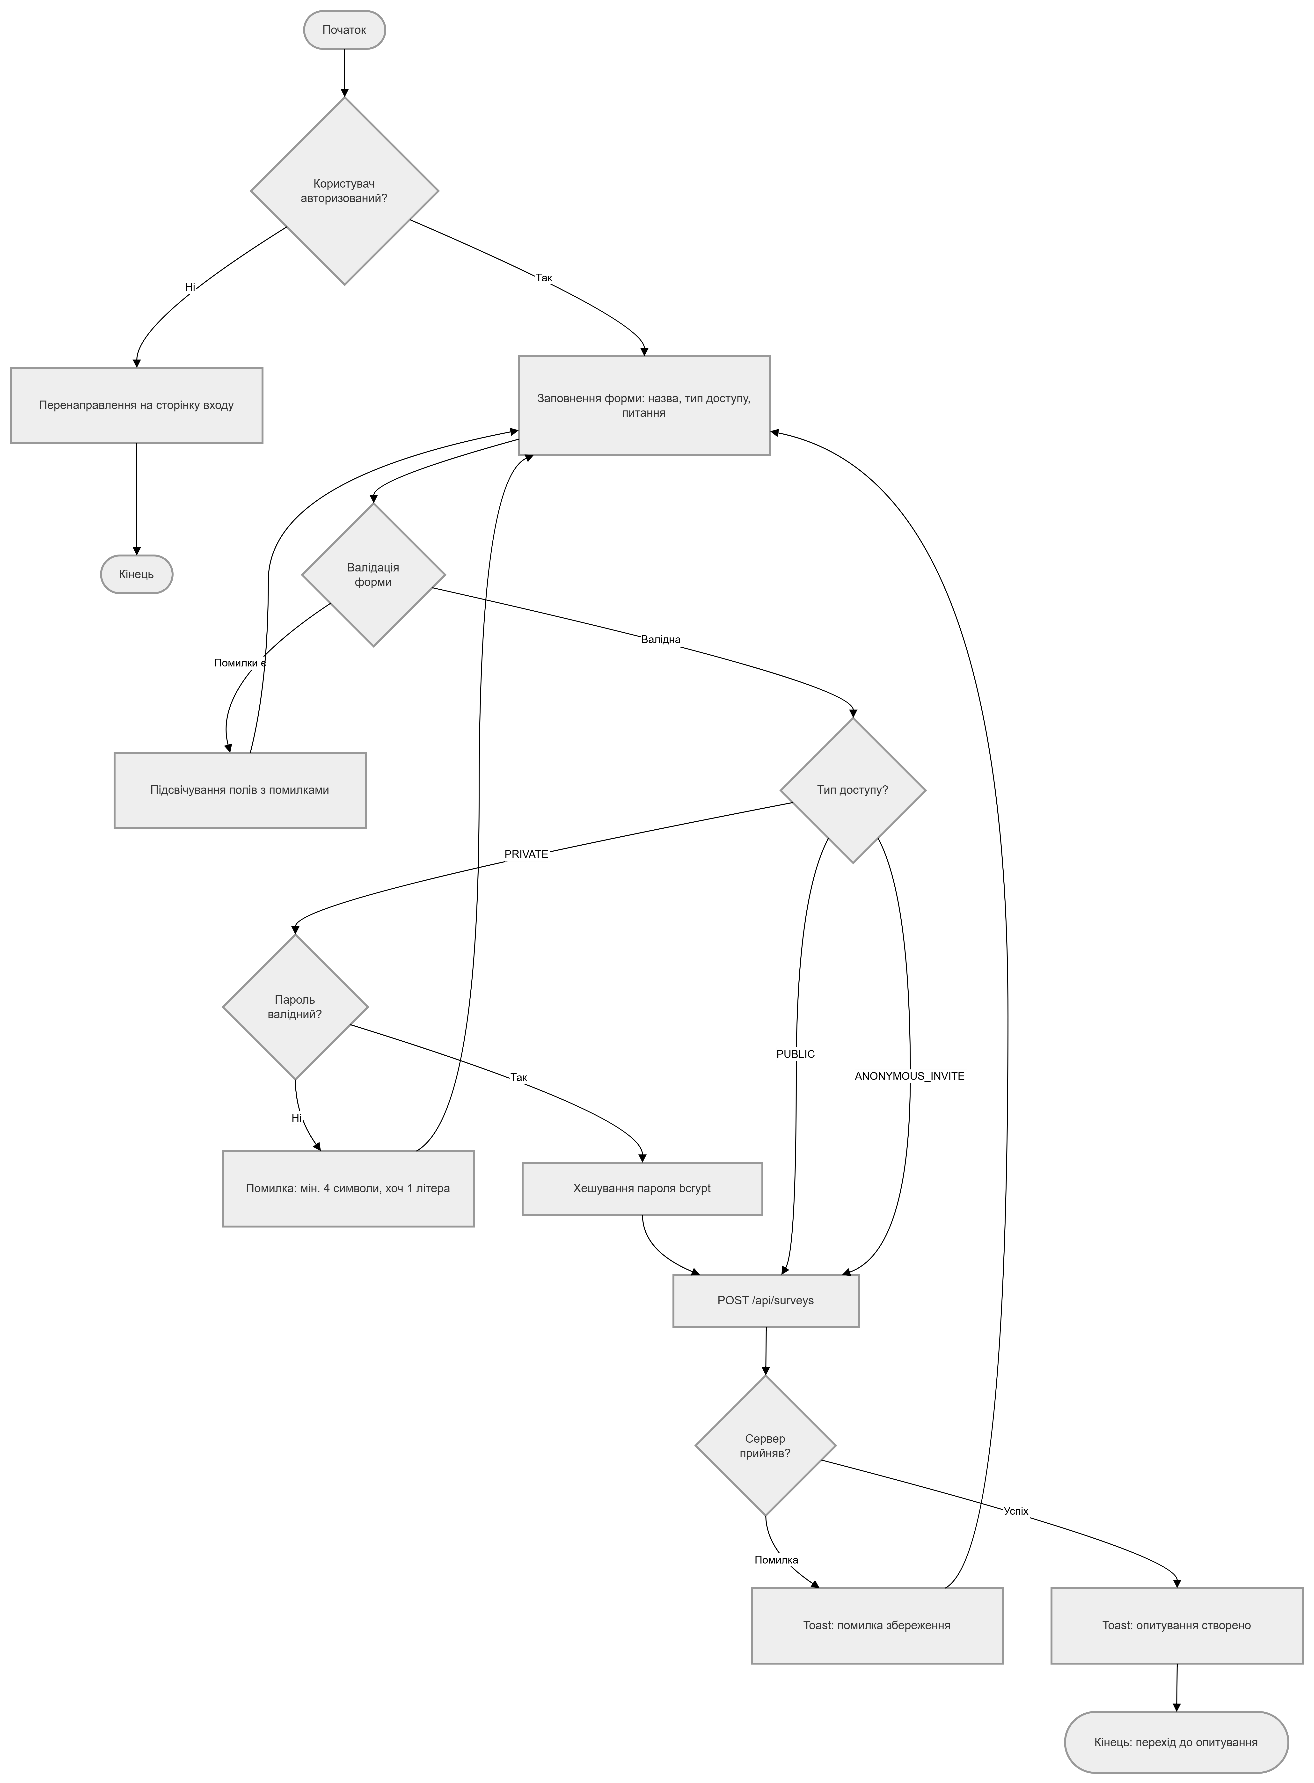 Початок
Користувач
авторизований?
Ні
Так
Перенаправлення на сторінку входу
Заповнення форми: назва, тип доступу,
питання
Кінець
Валідація
форми
Помилки є
Валідна
Підсвічування полів з помилками
Тип доступу?
PRIVATE
Пароль
валідний?
PUBLIC
ANONYMOUS_INVITE
Так
Ні
Помилка: мін. 4 символи, хоч 1 літера
Хешування пароля bcrypt
POST /api/surveys
Сервер
прийняв?
Успіх
Помилка
Toast: помилка збереження
Toast: опитування створено
Кінець: перехід до опитування